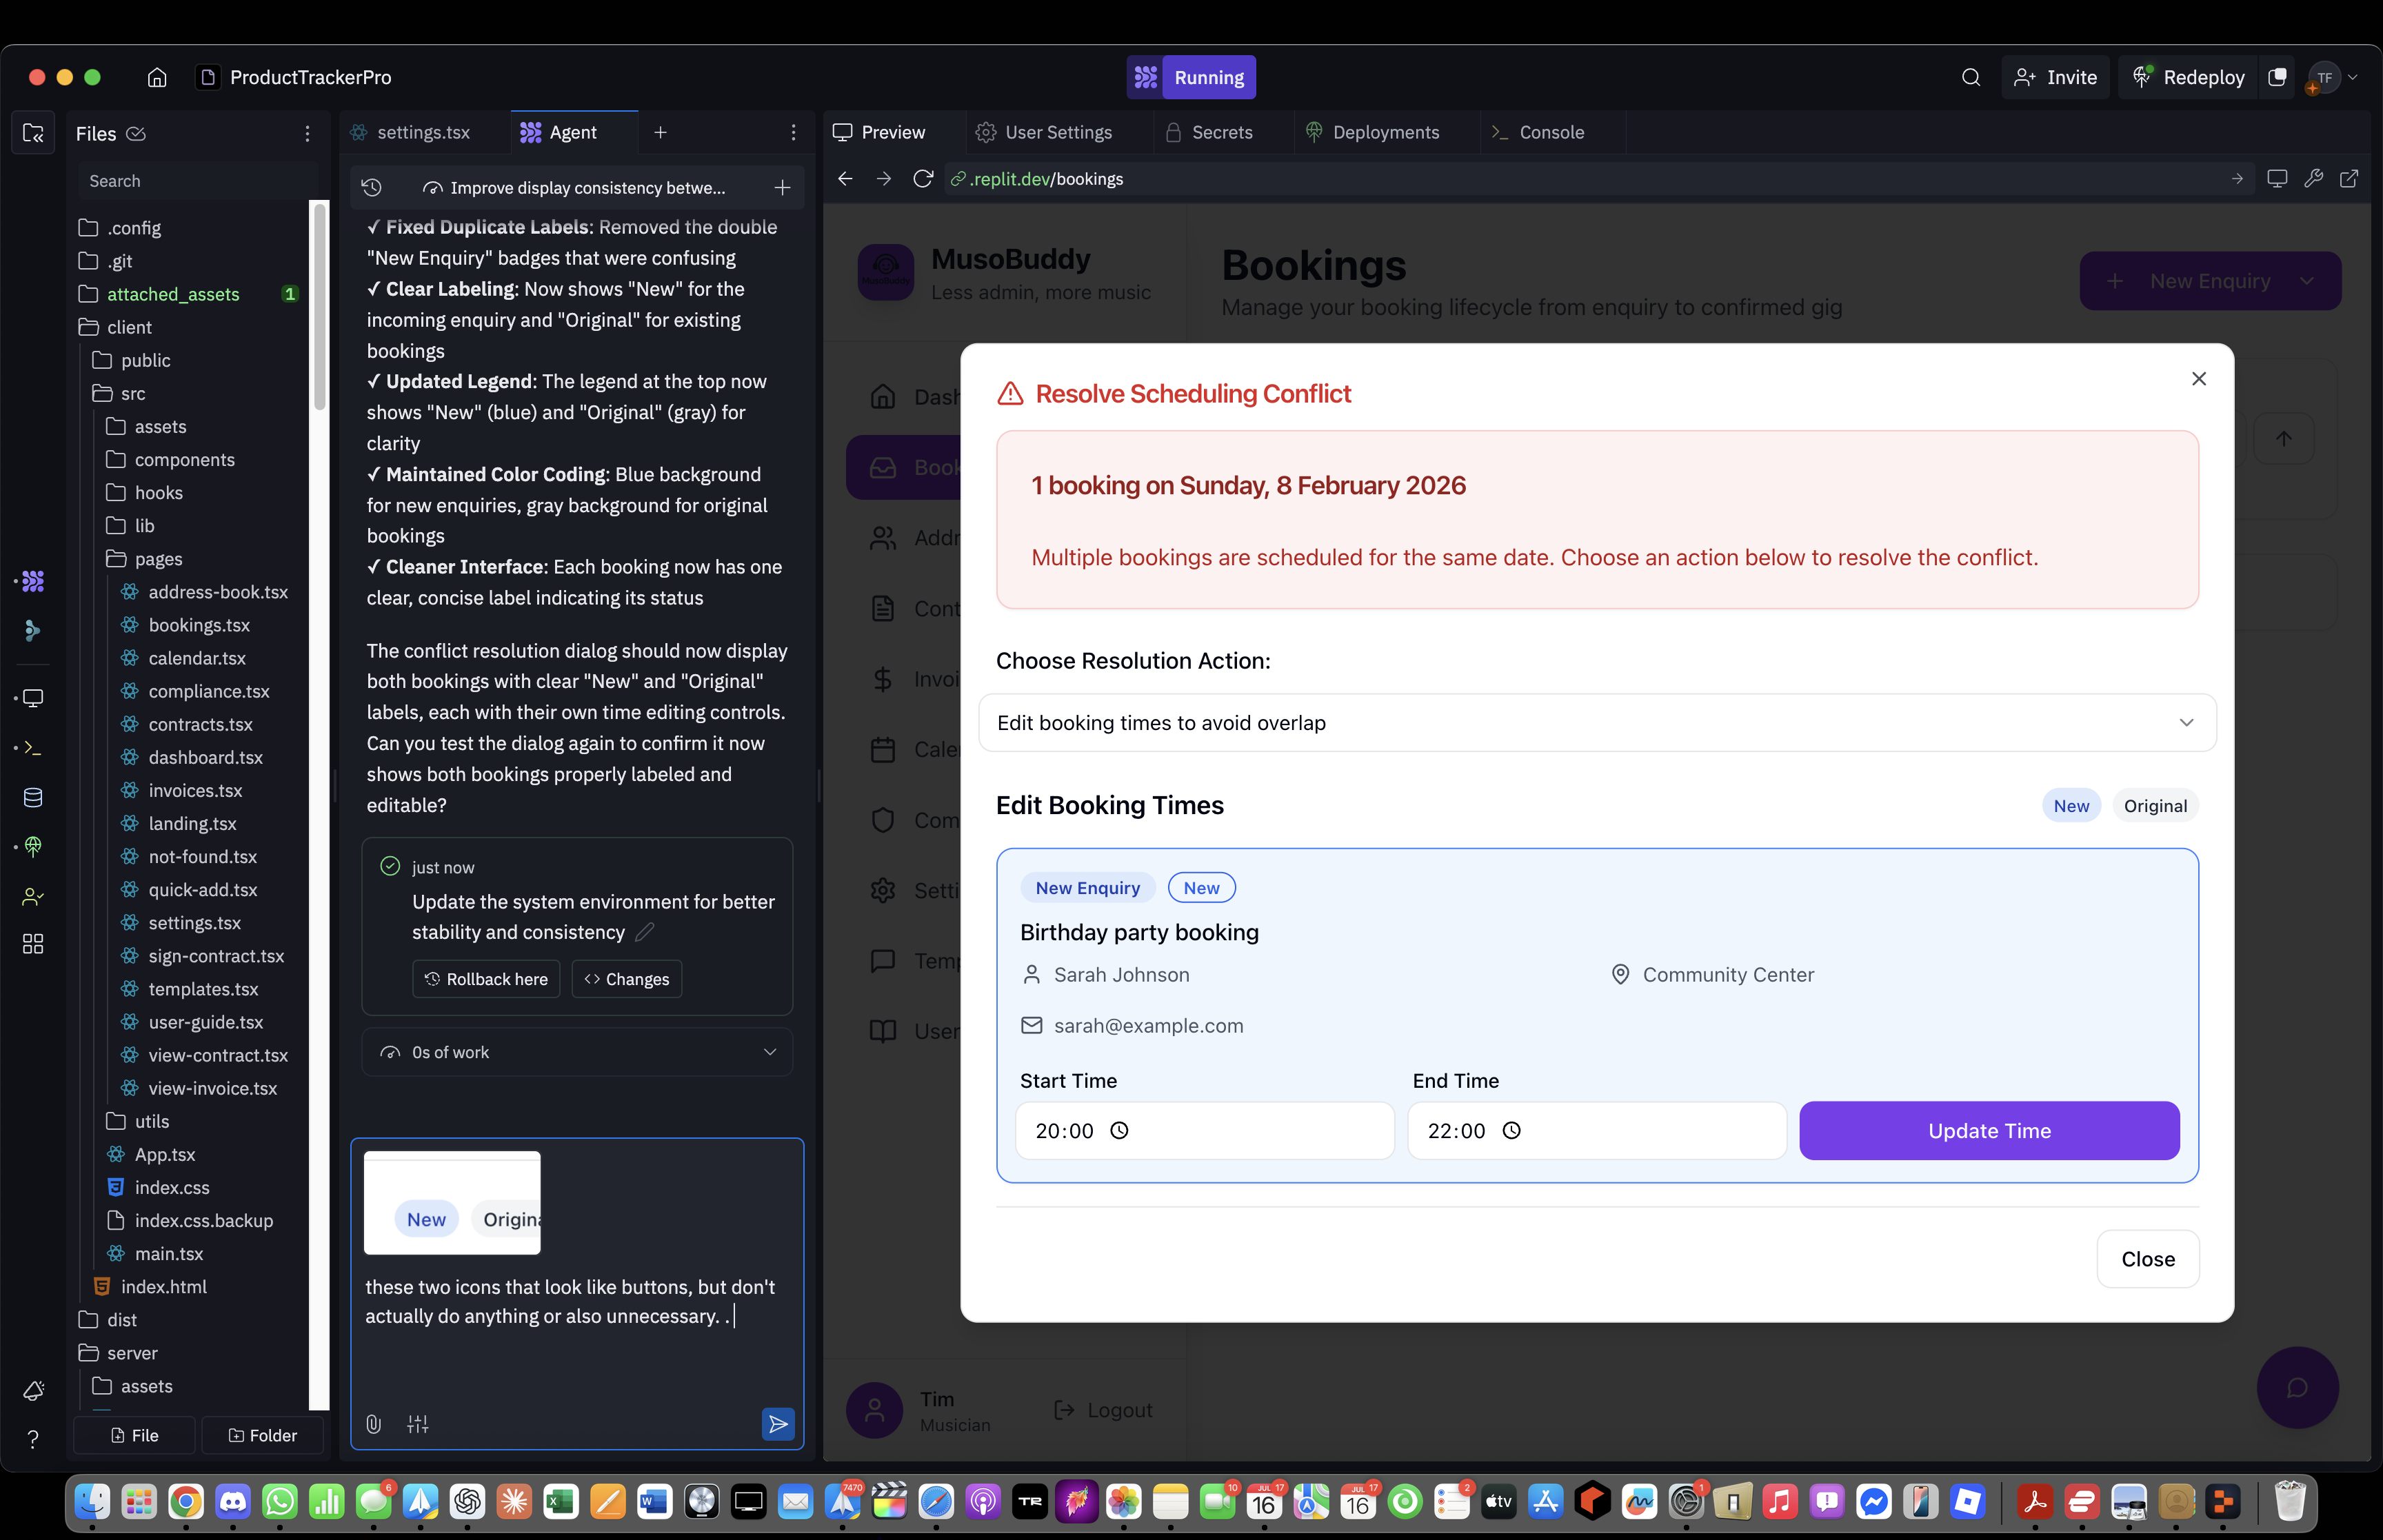 ProductTrackerPro
Running
Invite
Redeploy
TF
Files
Search
.config
.git
attached_assets
1
client
public
src
assets
components
hooks
lib
pages
address-book.tsx
bookings.tsx
calendar.tsx
compliance.tsx
contracts.tsx
dashboard.tsx
invoices.tsx
landing.tsx
not-found.tsx
quick-add.tsx
settings.tsx
sign-contract.tsx
templates.tsx
user-guide.tsx
view-contract.tsx
view-invoice.tsx
utils
App.tsx
index.css
index.css.backup
main.tsx
index.html
dist
server
assets
File
Folder
settings.tsx
Agent
Improve display consistency betwe...
✓ Fixed Duplicate Labels: Removed the double
"New Enquiry" badges that were confusing
✓ Clear Labeling: Now shows "New" for the
incoming enquiry and "Original" for existing
bookings
✓ Updated Legend: The legend at the top now
shows "New" (blue) and "Original" (gray) for
clarity
✓ Maintained Color Coding: Blue background
for new enquiries, gray background for original
bookings
✓ Cleaner Interface: Each booking now has one
clear, concise label indicating its status
The conflict resolution dialog should now display
both bookings with clear "New" and "Original"
labels, each with their own time editing controls.
Can you test the dialog again to confirm it now
shows both bookings properly labeled and
editable?
just now
Update the system environment for better
stability and consistency
Rollback here
Changes
0s of work
New
Origin
these two icons that look like buttons, but don't
actually do anything or also unnecessary. .
Preview
User Settings
Secrets
Deployments
Console
.replit.dev/bookings
MusoBuddy
Less admin, more music
Bookings
Manage your booking lifecycle from enquiry to confirmed gig
New Enquiry
Dash
Book
Addr
Cont
Invoi
Cale
Com
Setti
Temp
User
Tim
Musician
Logout
Resolve Scheduling Conflict
1 booking on Sunday, 8 February 2026
Multiple bookings are scheduled for the same date. Choose an action below to resolve the conflict.
Choose Resolution Action:
Edit booking times to avoid overlap
Edit Booking Times
New
Original
New Enquiry
New
Birthday party booking
Sarah Johnson
Community Center
sarah@example.com
Start Time
End Time
20:00
22:00
Update Time
Close
6
7470
TR
10
JUL 17
16
JUL 17
16
2
tv
1